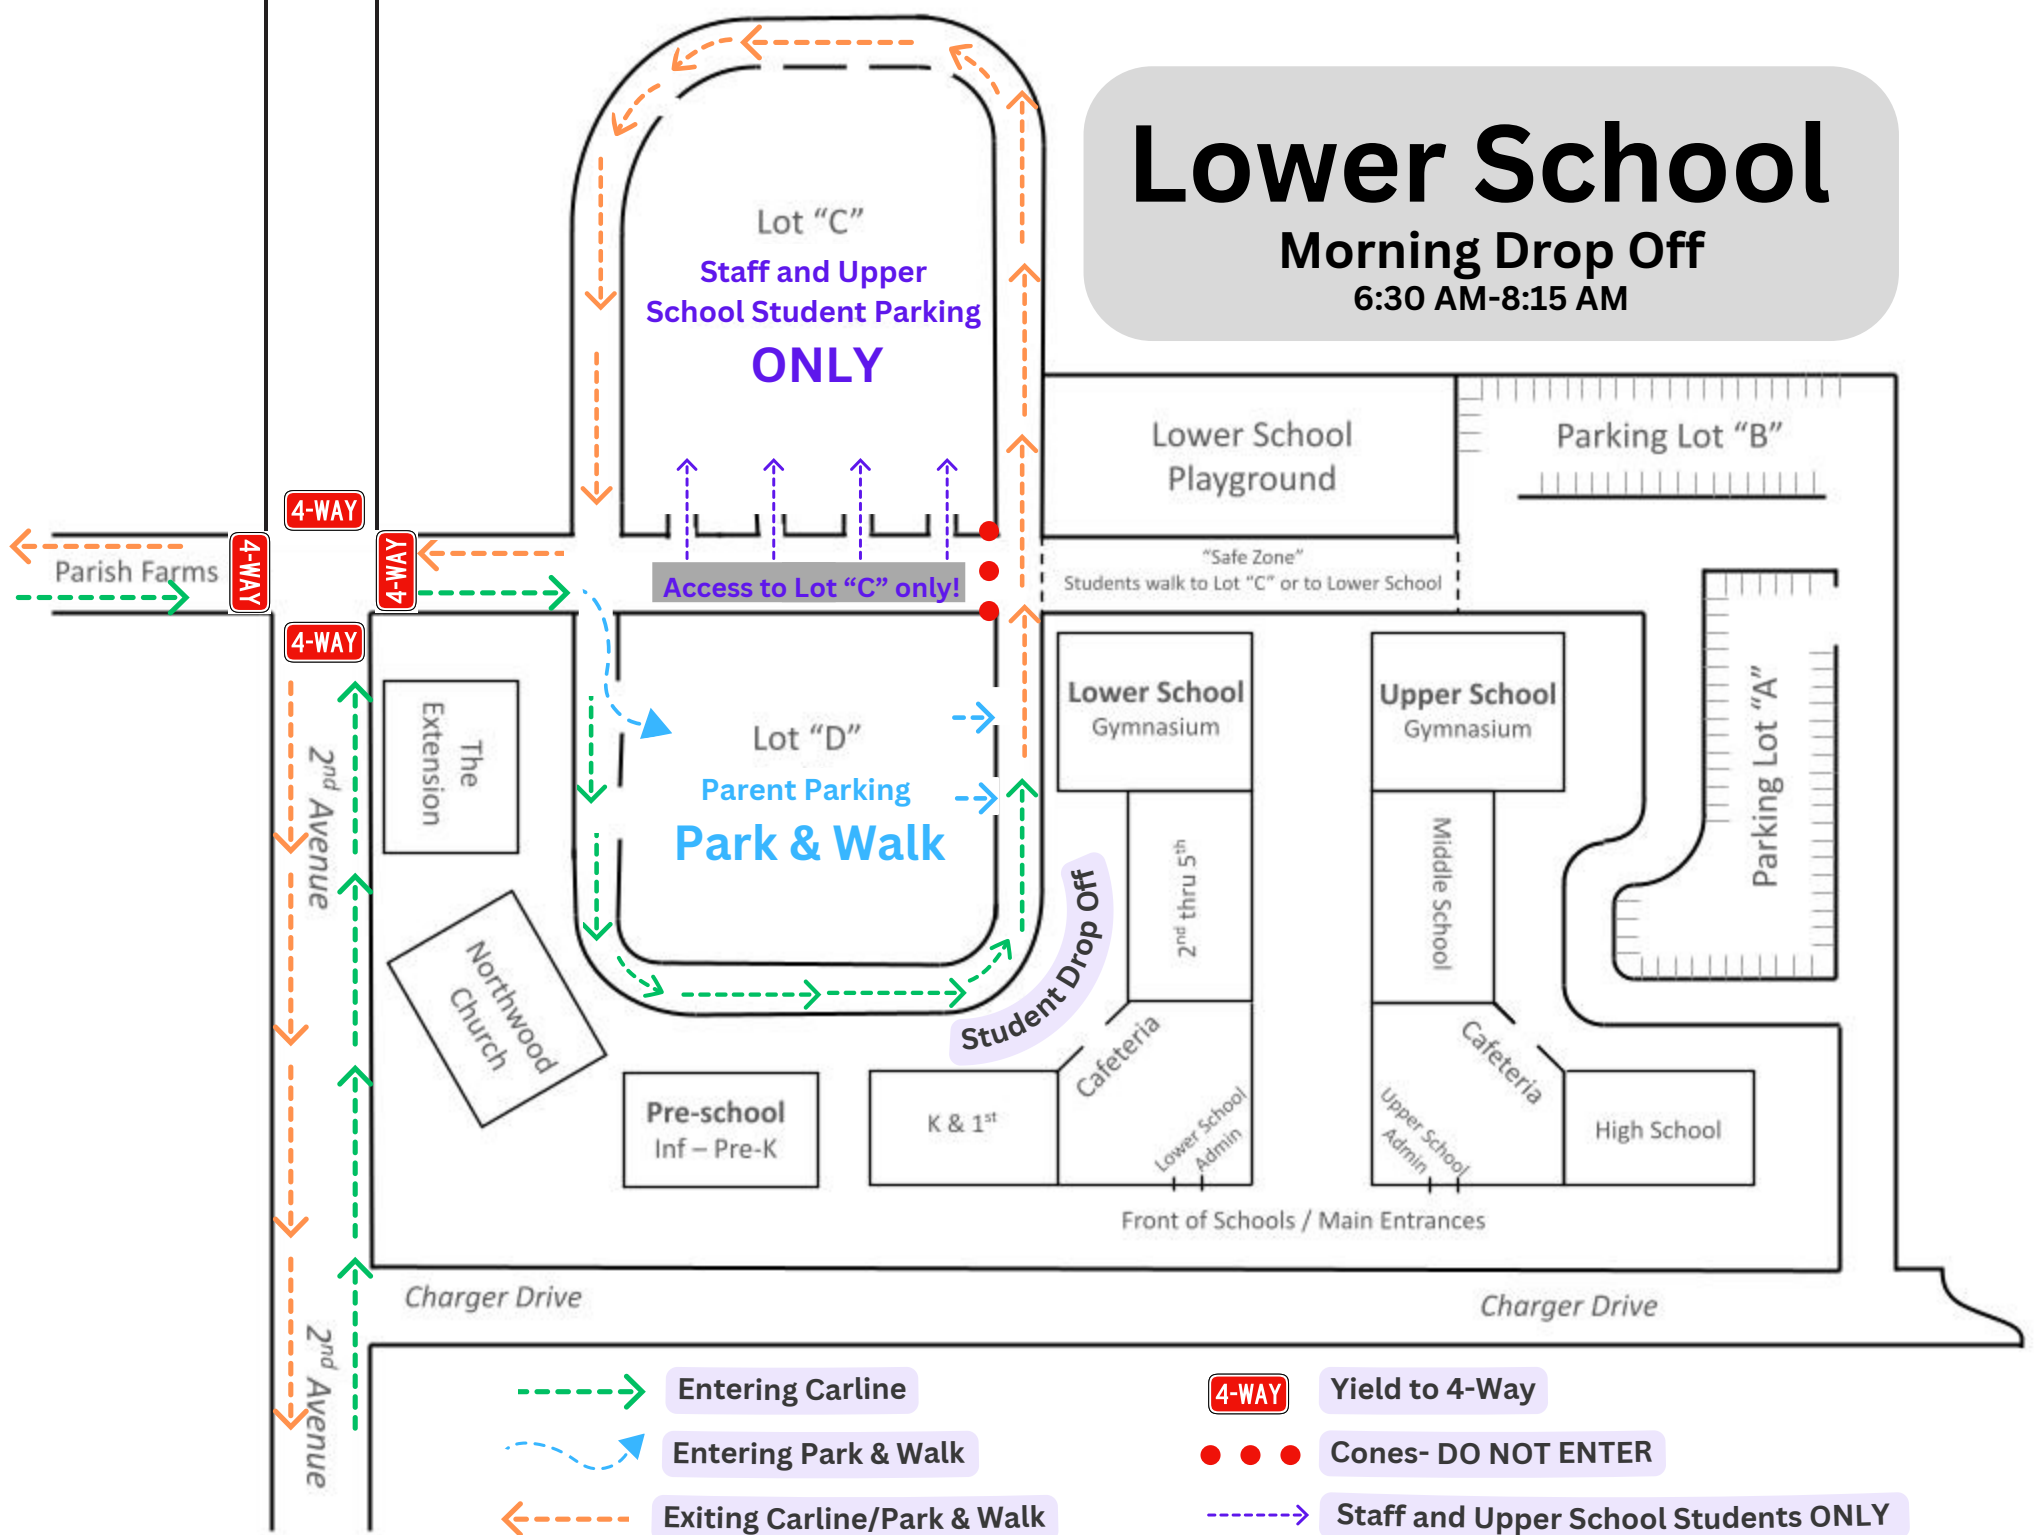 Lower School
Morning Drop Off
6:30 AM-8:15 AM
Lot “C”
Staff and Upper
School Student Parking
ONLY
Lower School
Playground
Parking Lot “B”
4-WAY
4-WAY
4-WAY
4-WAY
Parish Farms
Access to Lot “C” only!
“Safe Zone”
Students walk to Lot “C” or to Lower School
The
Extension
2nd Avenue
Lot “D”
Parent Parking
Park & Walk
Lower School
Gymnasium
Upper School
Gymnasium
Parking Lot “A”
2nd thru 5th
Middle School
Student Drop Off
Northwood
Church
Pre-school
Inf – Pre-K
K & 1st
Cafeteria
Lower School
Admin
Cafeteria
Upper School
Admin
High School
Front of Schools / Main Entrances
Charger Drive
Charger Drive
2nd Avenue
Entering Carline
Entering Park & Walk
Exiting Carline/Park & Walk
4-WAY
Yield to 4-Way
Cones- DO NOT ENTER
Staff and Upper School Students ONLY